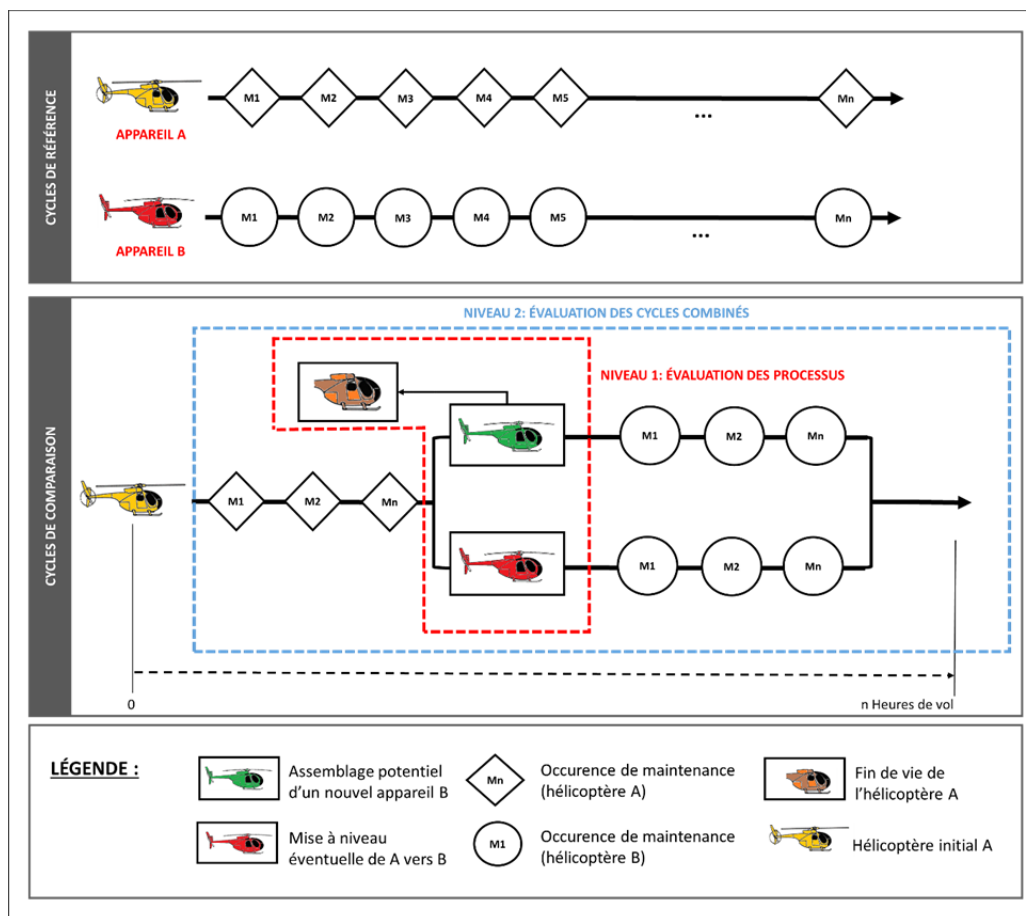 CYCLES DE RÉFÉRENCE
M1 M2 M3 M4 M5 ... Mn
APPAREIL A
M1 M2 M3 M4 M5 ... Mn
APPAREIL B
CYCLES DE COMPARAISON
NIVEAU 2: ÉVALUATION DES CYCLES COMBINÉS
NIVEAU 1: ÉVALUATION DES PROCESSUS
M1 M2 Mn
M1 M2 Mn
M1 M2 Mn
0
n Heures de vol
LÉGENDE :
Assemblage potentiel
d'un nouvel appareil B
Mn
Occurence de maintenance
(hélicoptère A)
Fin de vie de
l'hélicoptère A
Mise à niveau
éventuelle de A vers B
M1
Occurence de maintenance
(hélicoptère B)
Hélicoptère initial A